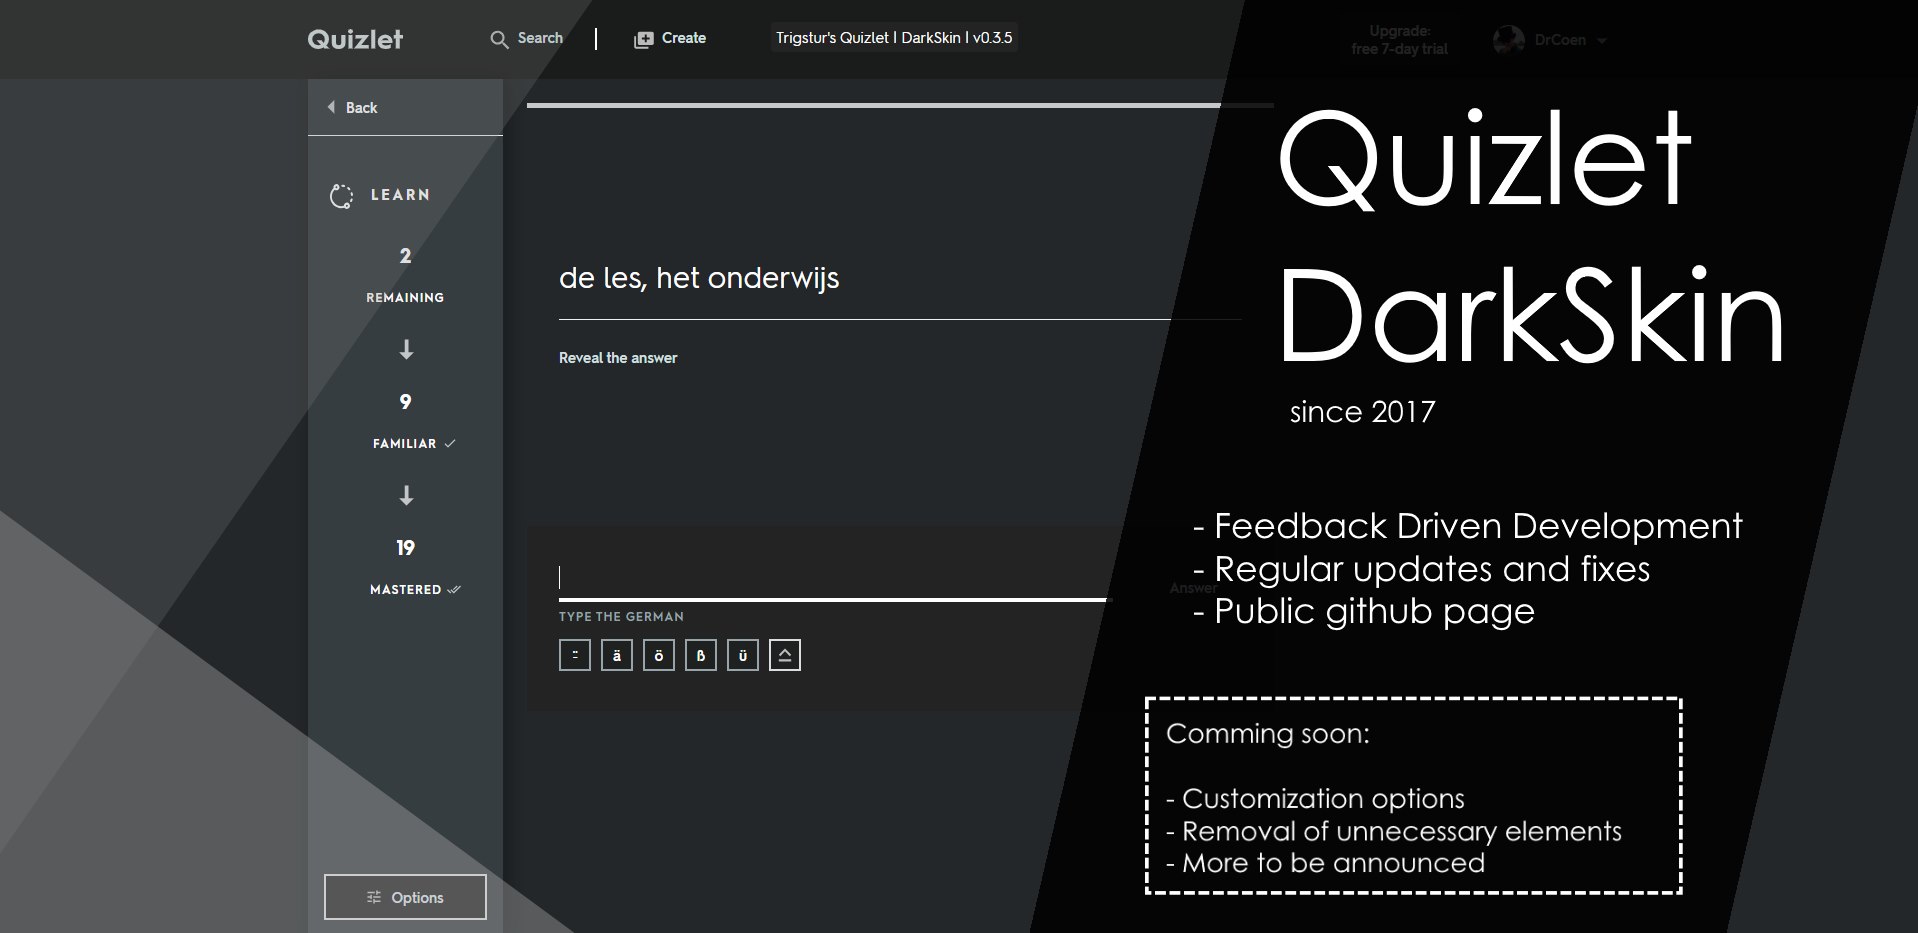 Quizlet
Search
Create
Trigstur's Quizlet | DarkSkin | v0.3.5
Upgrade:
free 7-day trial
DrCoen
Back
LEARN
2
REMAINING
9
FAMILIAR
19
MASTERED
Options
de les, het onderwijs
Reveal the answer
Answer
TYPE THE GERMAN
ä ö ß ü
Quizlet
DarkSkin
since 2017
- Feedback Driven Development
- Regular updates and fixes
- Public github page
Comming soon:
- Customization options
- Removal of unnecessary elements
- More to be announced